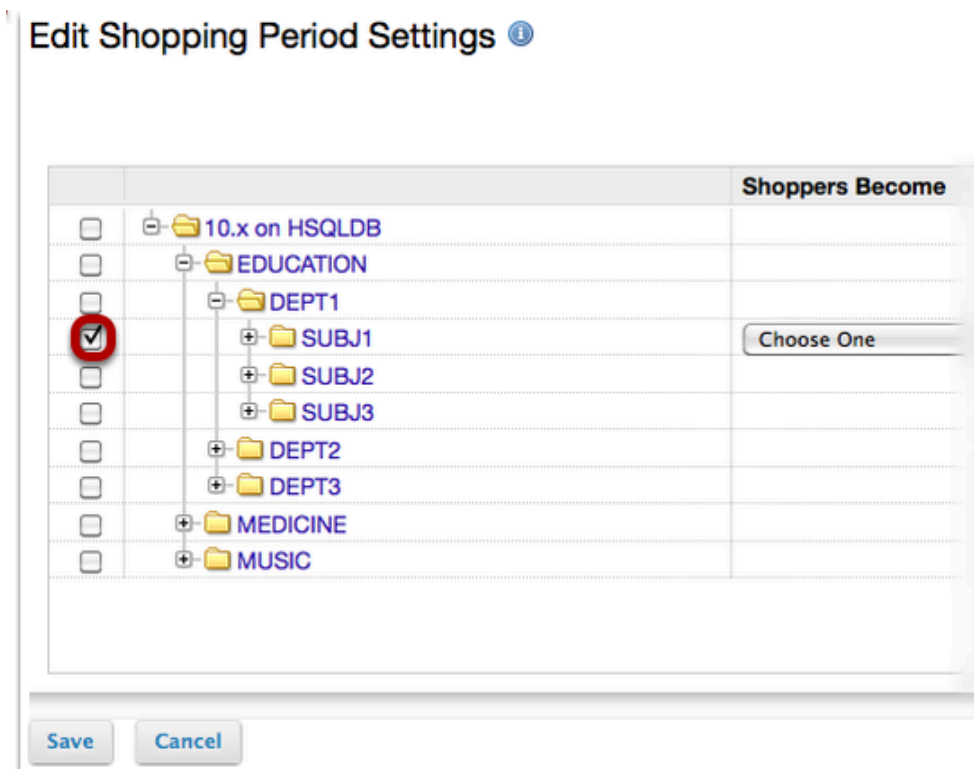 Edit Shopping Period Settings
Shoppers Become
10.x on HSQLDB
EDUCATION
DEPT1
SUBJ1 Choose One
SUBJ2
SUBJ3
DEPT2
DEPT3
MEDICINE
MUSIC
Save Cancel